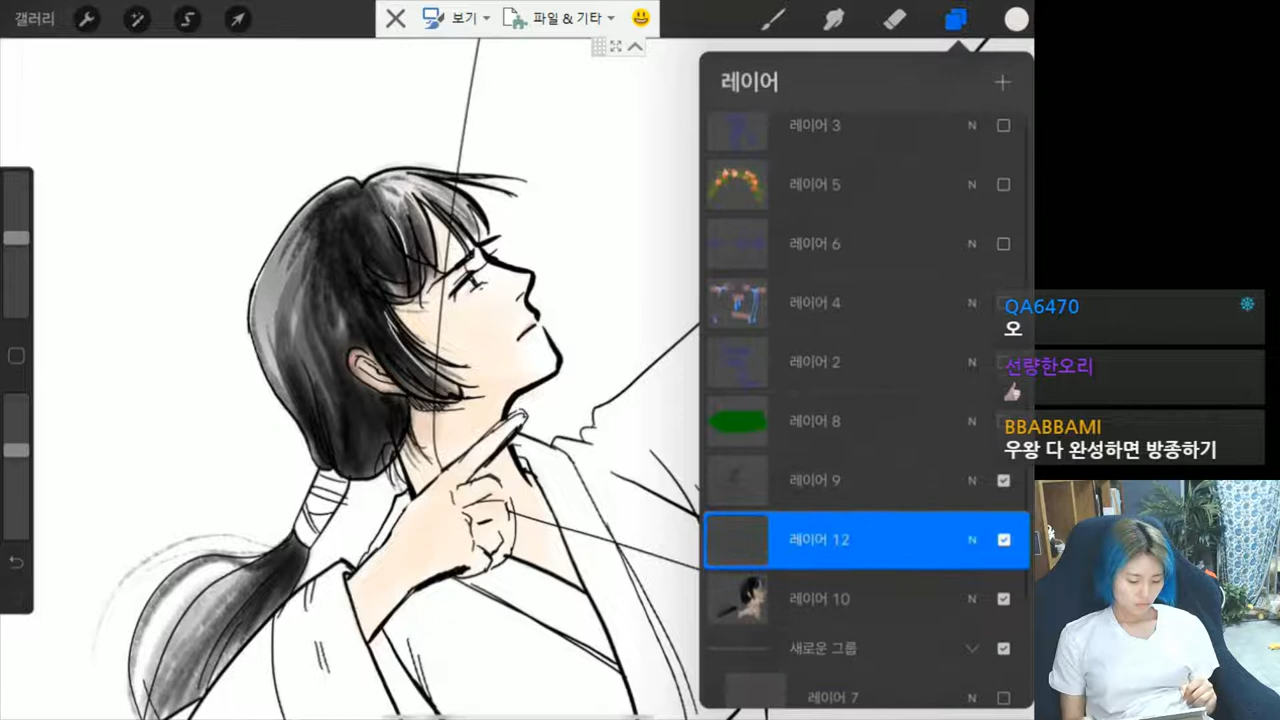 갤러리
보기
파일 & 기타
레이어
레이어 3 N
레이어 5 N
레이어 6 N
레이어 4 N
레이어 2 N
레이어 8 N
레이어 9 N
레이어 12 N
레이어 10 N
새로운 그룹
레이어 7 N
QA6470
오
선량한오리
BBABBAMI
우왕 다 완성하면 방종하기